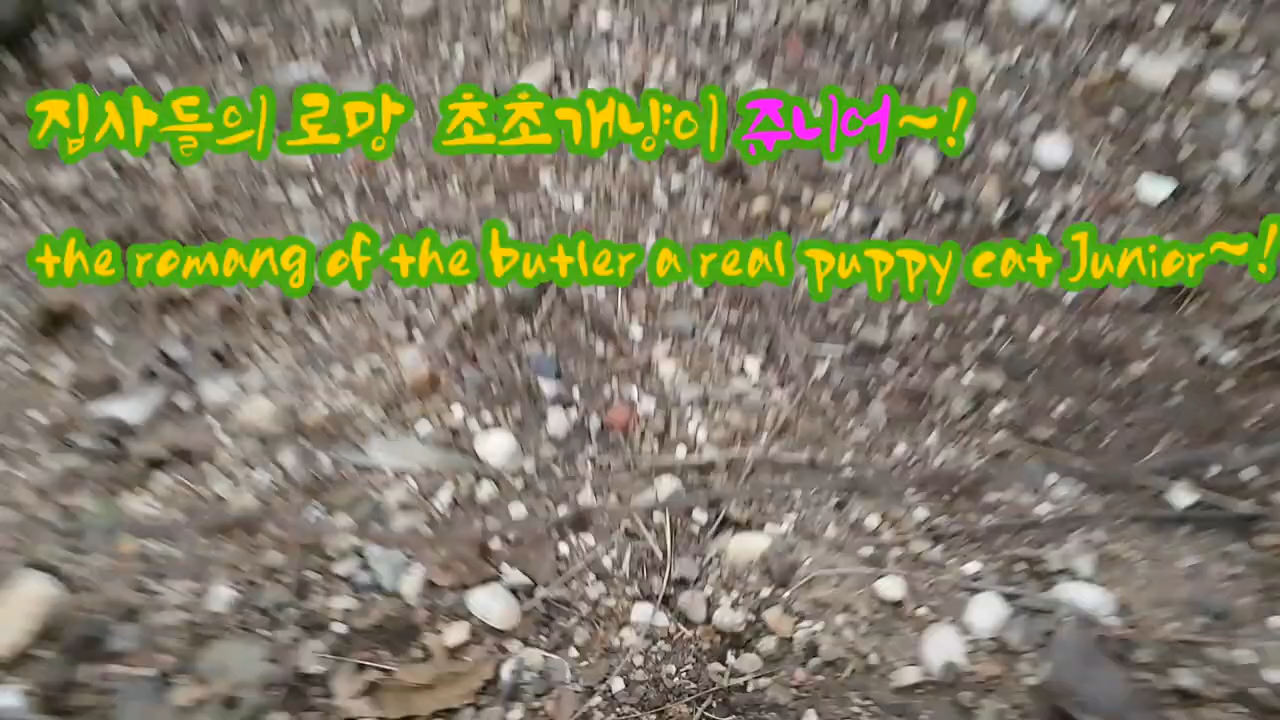 집사들의 로망 초초개냥이 쥬니어~!
the romang of the butler a real puppy cat Junior~!